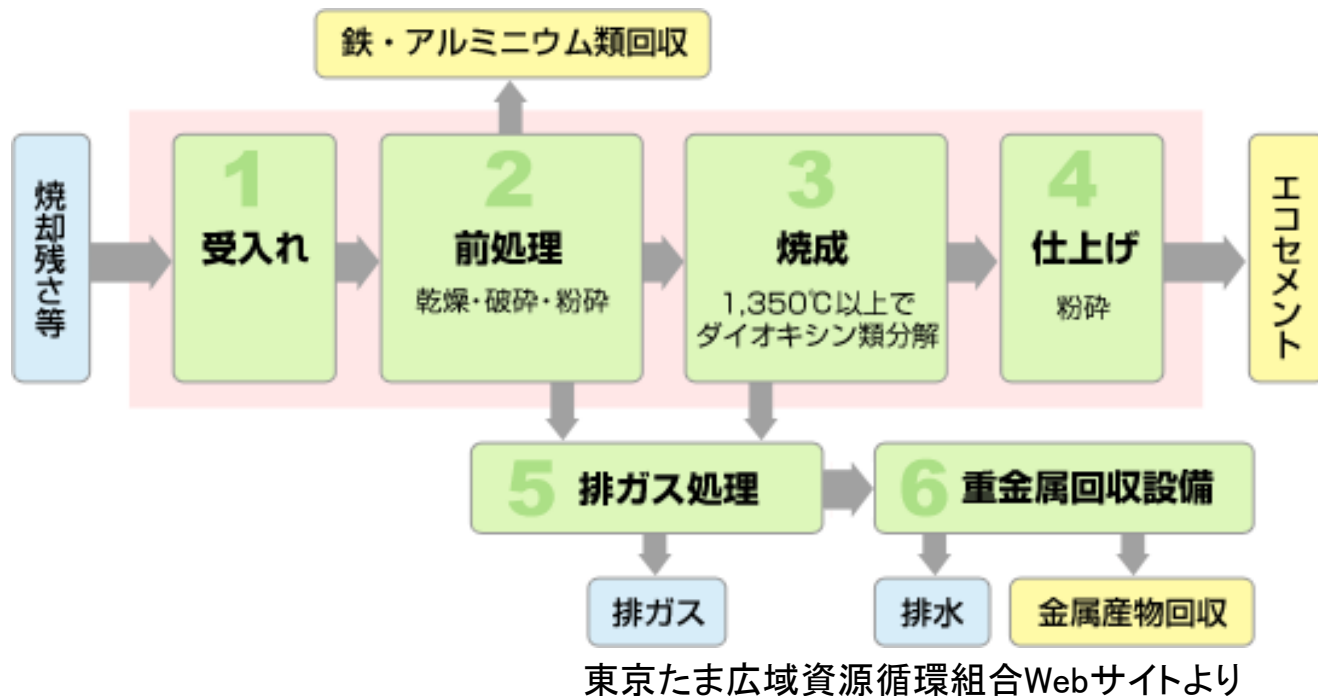 鉄・アルミニウム類回収
焼却残さ等
1
受入れ
2
前処理
乾燥・破砕・粉砕
3
焼成
1,350℃以上で
ダイオキシン類分解
4
仕上げ
粉砕
エコセメント
5 排ガス処理
6 重金属回収設備
排ガス
排水
金属産物回収
東京たま広域資源循環組合Webサイトより